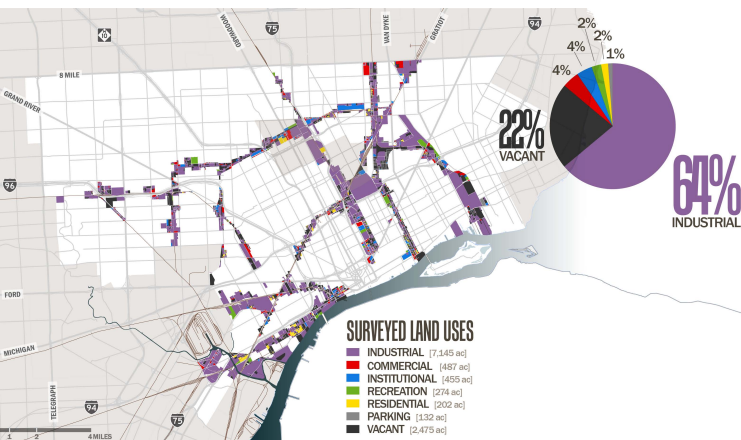 WOODWARD
75
VAN DYKE
GRATIOT
94
10
8 MILE
GRAND RIVER
96
FORD
MICHIGAN
TELEGRAPH
94
75
1 2 4 MILES
2%
2%
4%
1%
4%
22%
VACANT
64%
INDUSTRIAL
SURVEYED LAND USES
INDUSTRIAL [7,145 ac]
COMMERCIAL [487 ac]
INSTITUTIONAL [455 ac]
RECREATION [274 ac]
RESIDENTIAL [202 ac]
PARKING [132 ac]
VACANT [2,475 ac]